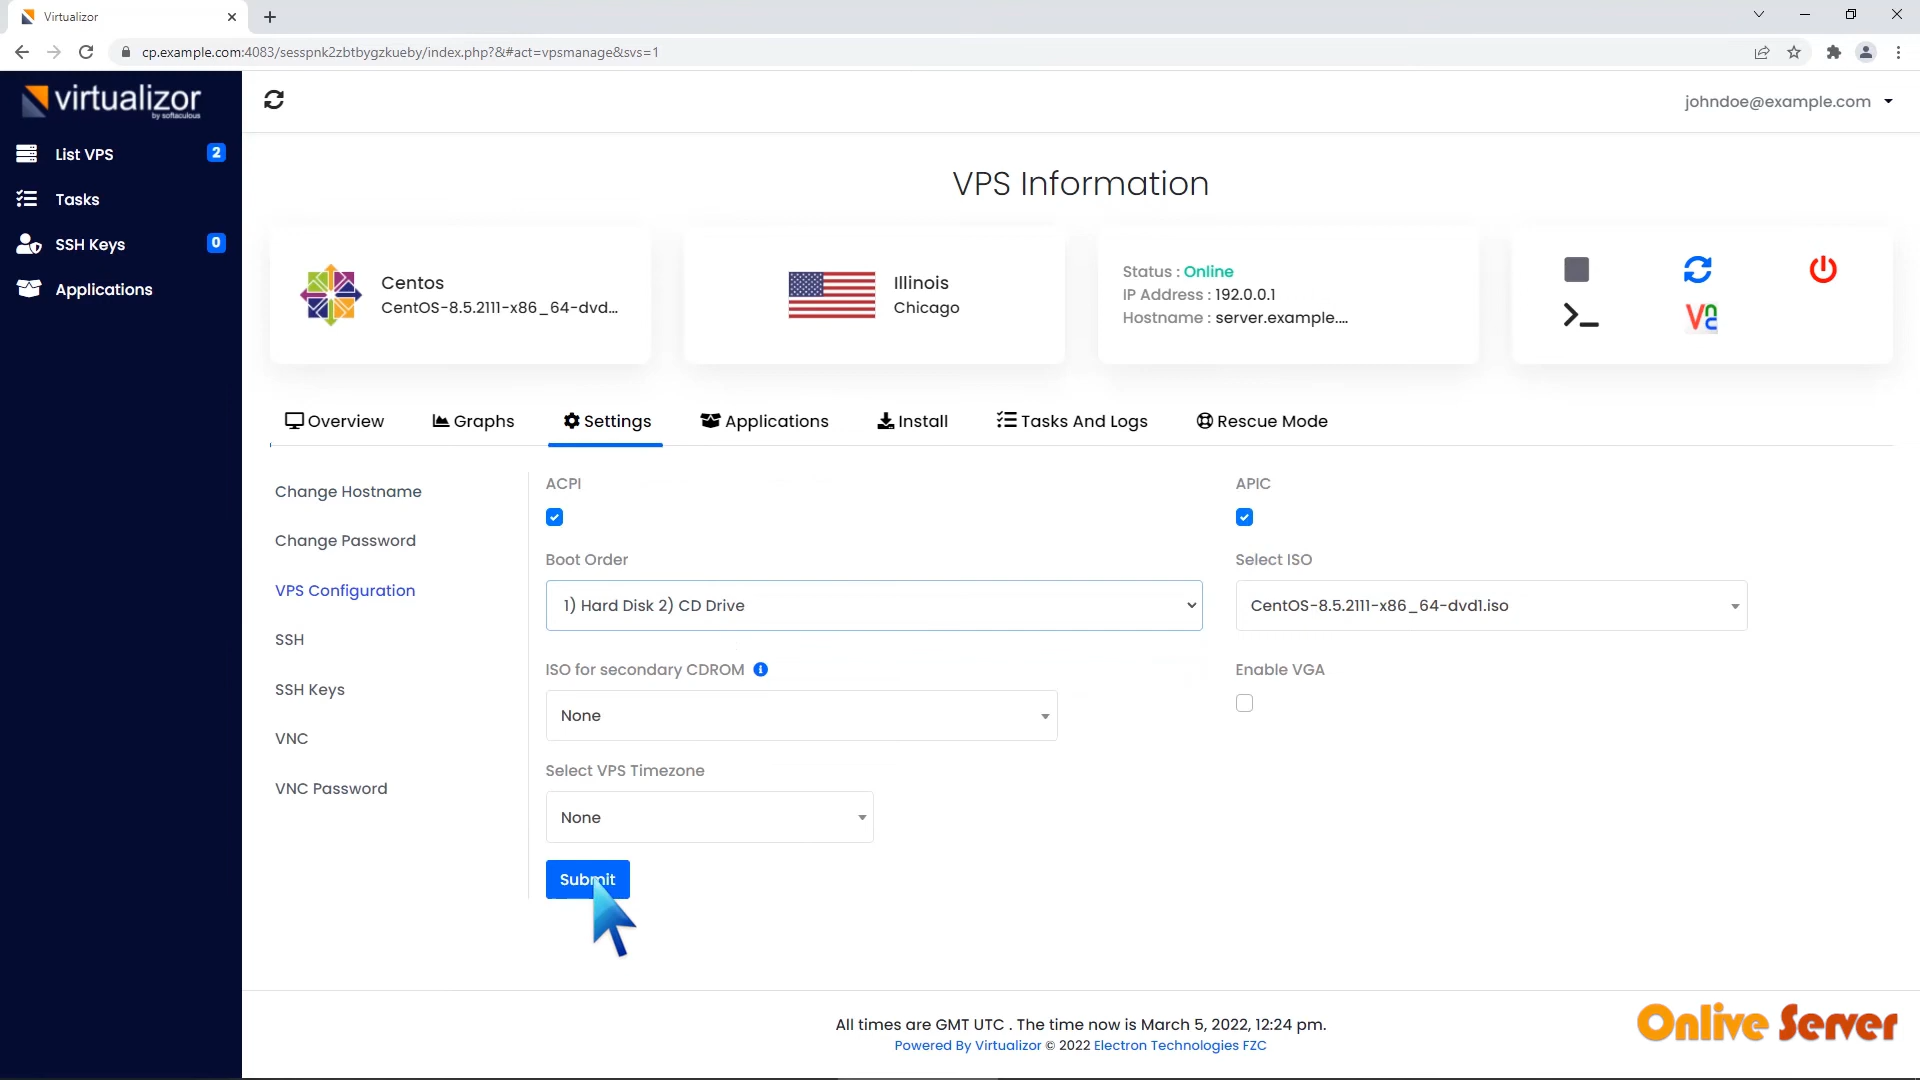 Virtualizor
cp.example.com:4083/sesspnk2zbtbygzkueby/index.php?&#act=vpsmanage&svs=1
virtualizor
by softaculous
johndoe@example.com
List VPS 2
Tasks
SSH Keys 0
Applications
VPS Information
Centos
CentOS-8.5.2111-x86_64-dvd...
Illinois
Chicago
Status : Online
IP Address : 192.0.0.1
Hostname : server.example....
VnC
Overview Graphs Settings Applications Install Tasks And Logs Rescue Mode
Change Hostname
Change Password
VPS Configuration
SSH
SSH Keys
VNC
VNC Password
ACPI
APIC
Boot Order
Select ISO
1) Hard Disk 2) CD Drive
CentOS-8.5.2111-x86_64-dvd1.iso
ISO for secondary CDROM
Enable VGA
None
Select VPS Timezone
None
Submit
All times are GMT UTC . The time now is March 5, 2022, 12:24 pm.
Powered By Virtualizor © 2022 Electron Technologies FZC
Onlive Server